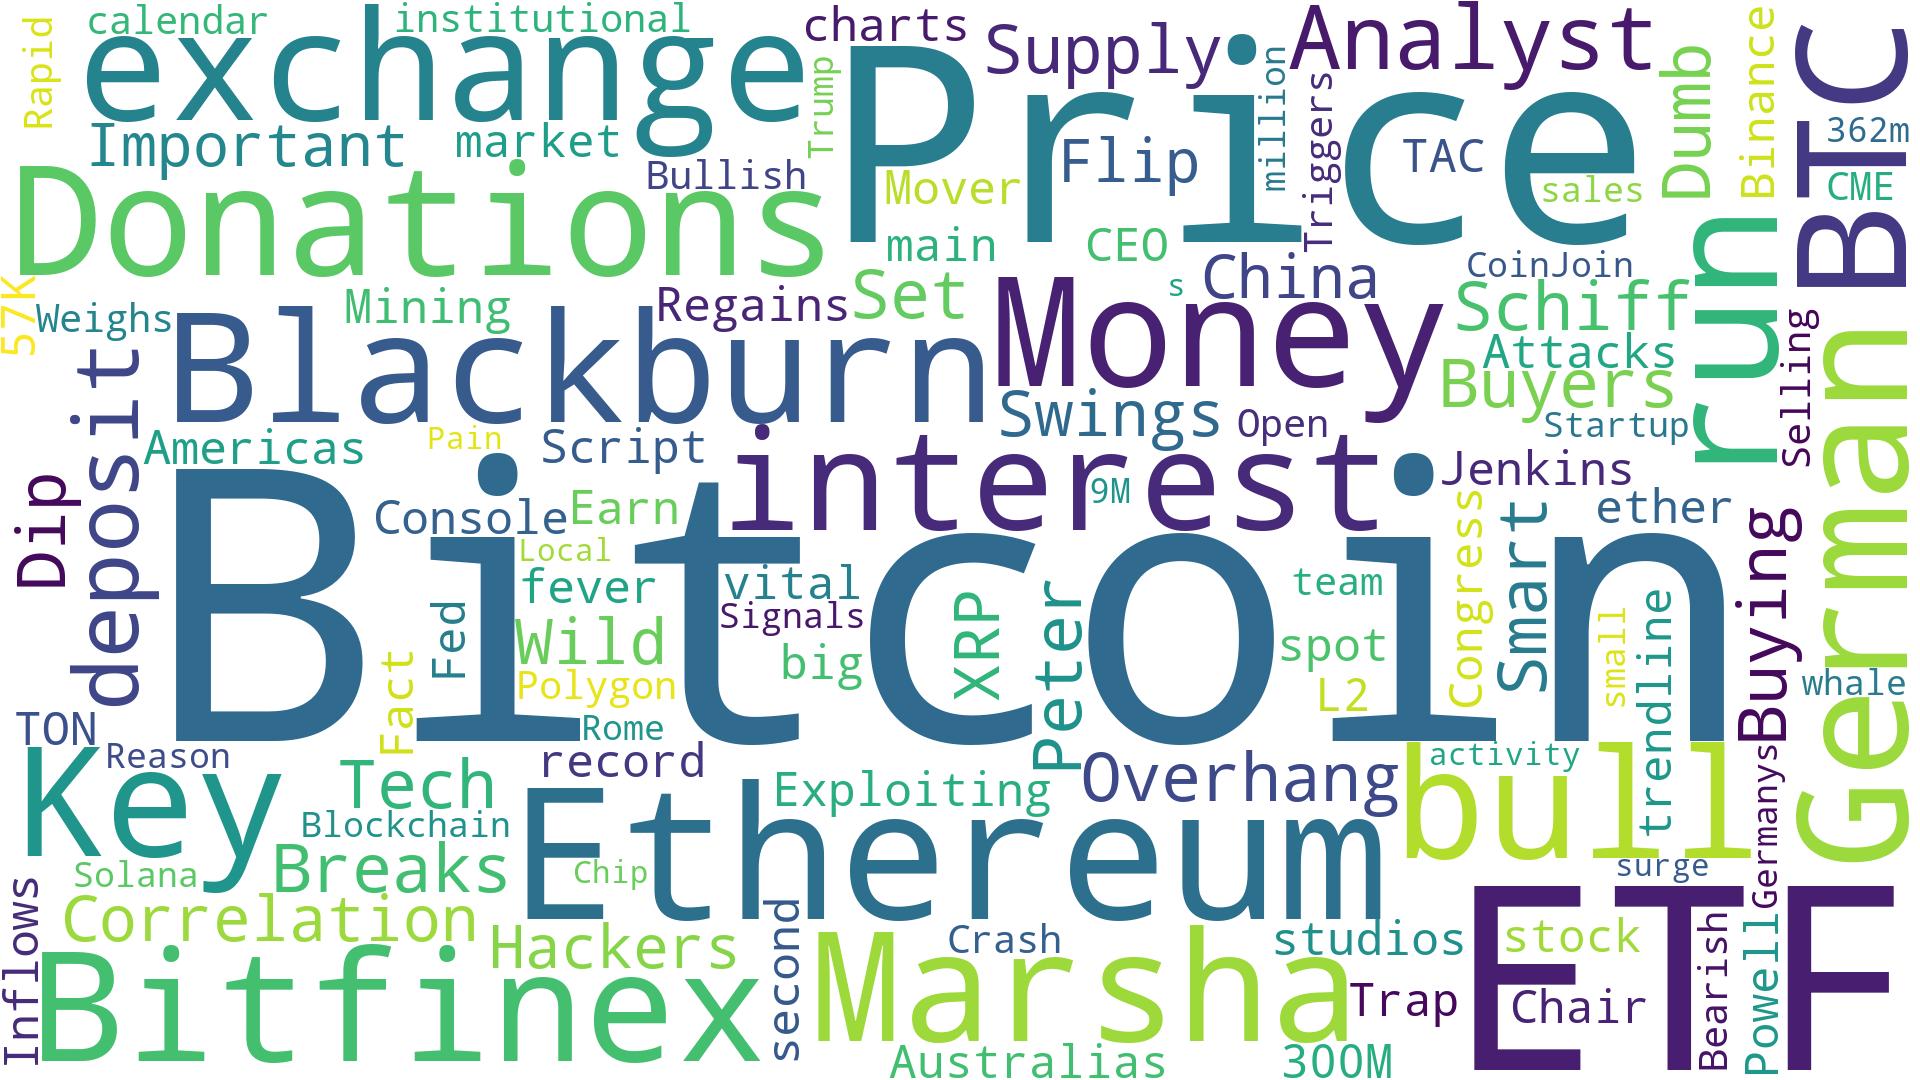 calendar
institutional
charts
Supply
Analyst
Rapid
exchange
Price
Trump
million
Triggers
Dumb
Binance
BTC
Important
market
Bullish
Flip
TAC
362m
Donations
Mover
sales
CME
main
CEO
China
CoinJoin
57K
Weighs
Mining
Regains
Set
s
Money
Schiff
run
Blackburn
Attacks
Buyers
Selling
German
deposit
Americas
Pain
Script
Swings
Open
Startup
Dip
interest
Jenkins
Console
Earn
9M
ether
Bitcoin
Local
fever
vital
team
Congress
Smart
Buying
Signals
Fed
Wild
big
XRP
Peter
spot
small
trendline
Fact
Polygon
L2
whale
TON
Rome
Reason
record
activity
Key
Tech
Exploiting
Overhang
bull
Germanys
Blockchain
Ethereum
Solana
Breaks
Chip
surge
Inflows
Correlation
Hackers
second
Crash
studios
stock
ETF
Bearish
Powell
Bitfinex
Marsha
Trap
Chair
Australias
300M